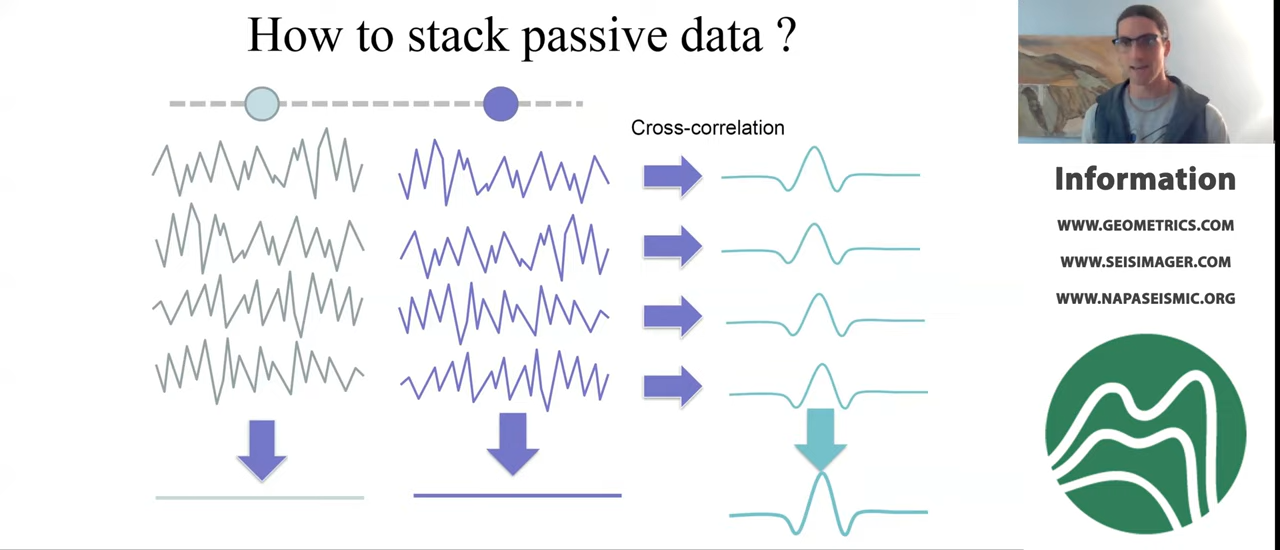 How to stack passive data ?
Cross-correlation
Information
WWW.GEOMETRICS.COM
WWW.SEISIMAGER.COM
WWW.NAPASEISMIC.ORG